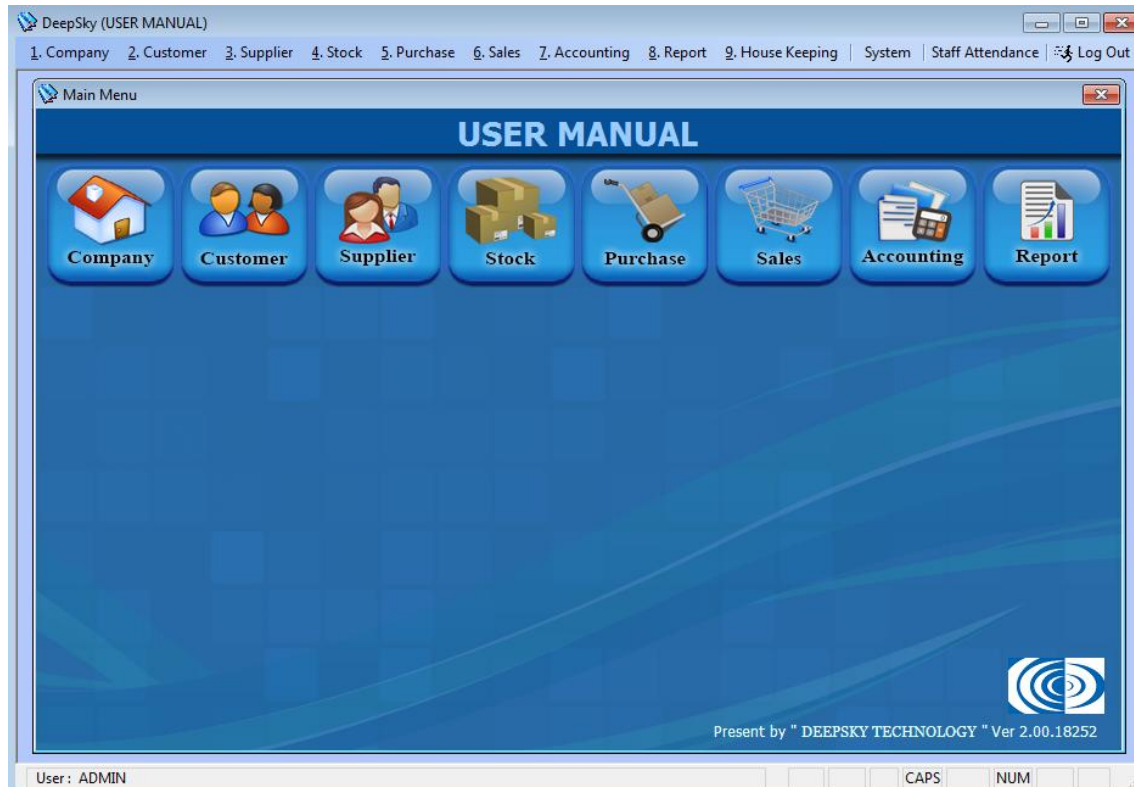 DeepSky (USER MANUAL)
1. Company 2. Customer 3. Supplier 4. Stock 5. Purchase 6. Sales 7. Accounting 8. Report 9. House Keeping System Staff Attendance Log Out
Main Menu
USER MANUAL
Company Customer Supplier Stock Purchase Sales Accounting Report
Present by " DEEPSKY TECHNOLOGY " Ver 2.00.18252
User : ADMIN CAPS NUM